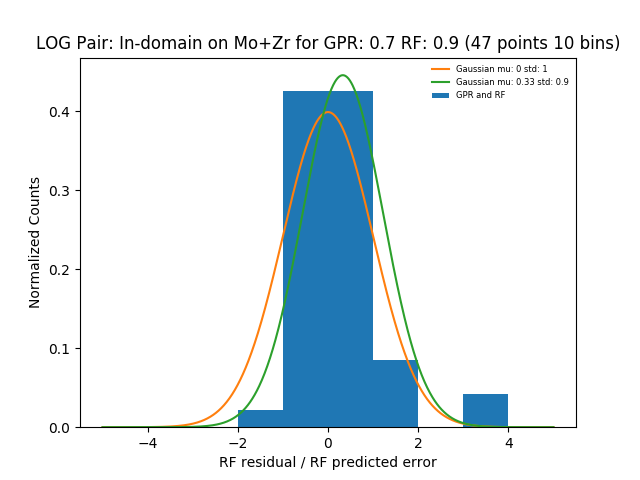 LOG Pair: In-domain on Mo+Zr for GPR: 0.7 RF: 0.9 (47 points 10 bins)
Gaussian mu: 0 std: 1
Gaussian mu: 0.33 std: 0.9
GPR and RF
Normalized Counts
0.4
0.3
0.2
0.1
0.0
−4 −2 0 2 4
RF residual / RF predicted error